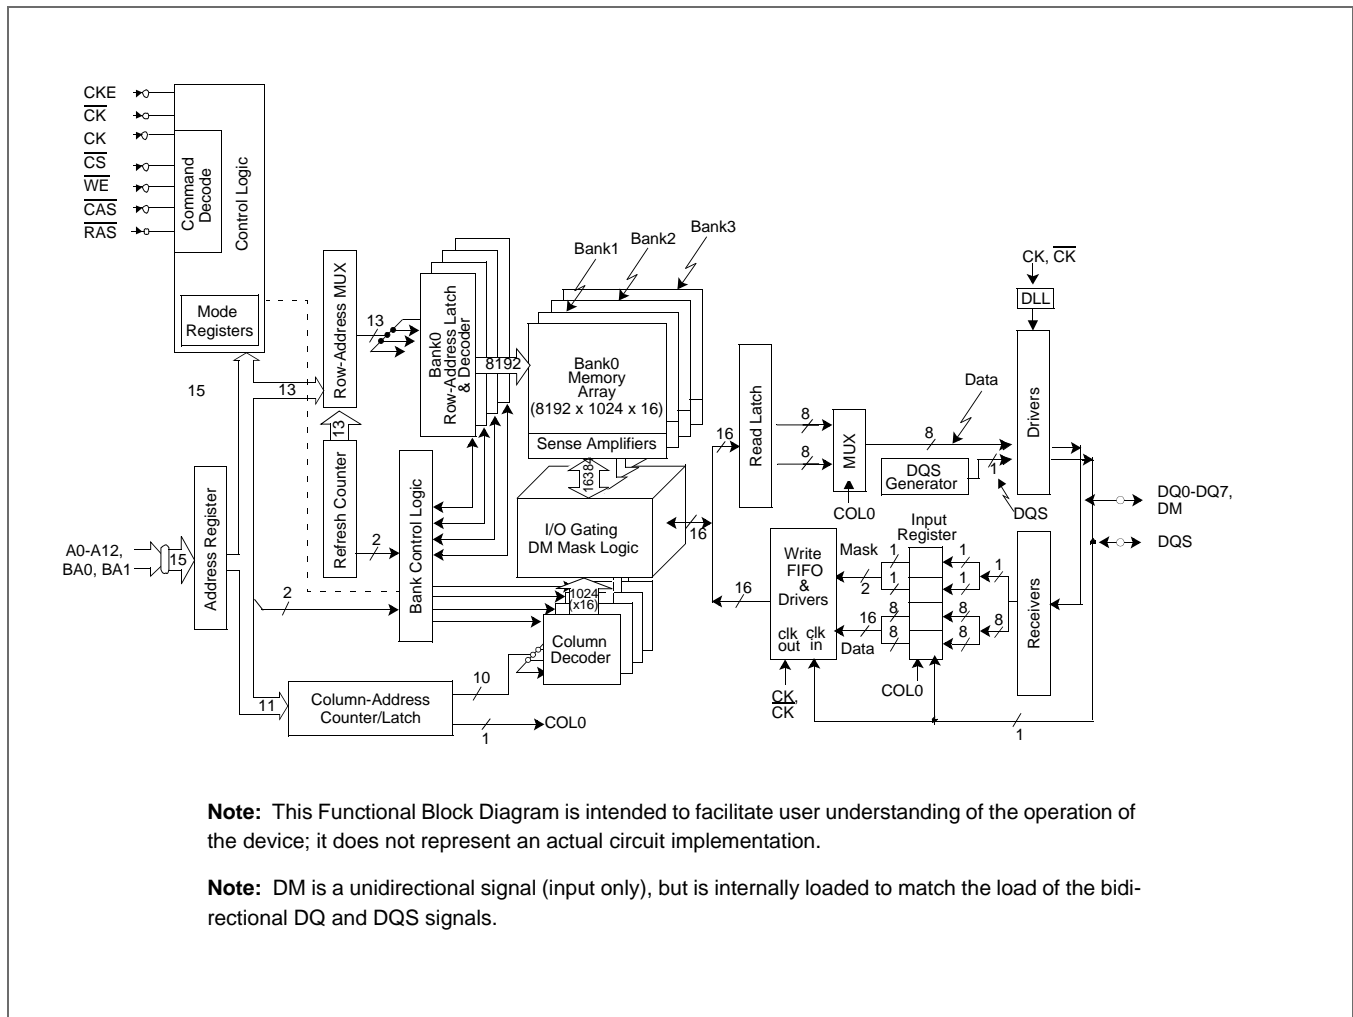 CKE
CK
CK
CS
WE
CAS
RAS
Command
Decode
Control Logic
Mode
Registers
15
13
Row-Address MUX
13
13
Refresh Counter
Bank0
Row-Address Latch
& Decoder
8192
Bank1
Bank2
Bank3
Bank0
Memory
Array
(8192 x 1024 x 16)
Sense Amplifiers
16384
I/O Gating
DM Mask Logic
16
1024
(x16)
Column
Decoder
Bank Control Logic
2
2
A0-A12,
BA0, BA1
15
Address Register
11
Column-Address
Counter/Latch
10
1
COL0
16
Read Latch
8
8
MUX
COL0
8
Data
DQS
Generator
1
DQS
CK, CK
DLL
Drivers
DQ0-DQ7,
DM
DQS
16
Write
FIFO
&
Drivers
clk
out
clk
in
CK,
CK
Mask
2
16
Data
Input
Register
1
1
8
8
1
1
8
8
1
8
COL0
Receivers
1
Note: This Functional Block Diagram is intended to facilitate user understanding of the operation of
the device; it does not represent an actual circuit implementation.
Note: DM is a unidirectional signal (input only), but is internally loaded to match the load of the bidi-
rectional DQ and DQS signals.